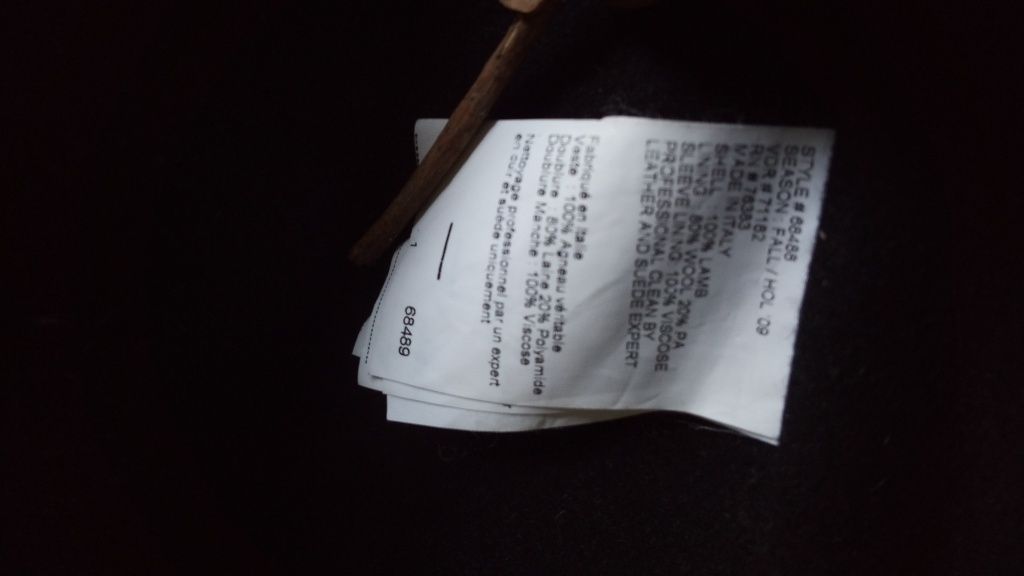 STYLE # 68488
SEASON: FALL / HOL '09
VDR # 71182
RN # 76383
MADE IN ITALY
SHELL: 100% LAMB
LINING: 80% WOOL 20% PA
SLEEVE LINING: 100% VISCOSE
PROFESSIONAL CLEAN BY
LEATHER AND SUEDE EXPERT
Fabriqué en Italie
Veste : 100% Agneau véritable
Doublure : 80% Laine 20% Polyamide
Doublure Manche : 100% Viscose
Nettoyage professionnel par un expert
en cuir et suède uniquement
68489
1